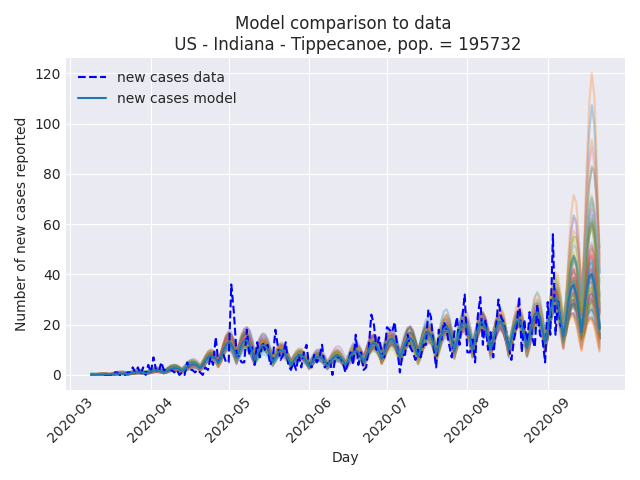 Model comparison to data
US - Indiana - Tippecanoe, pop. = 195732
new cases data
new cases model
Number of new cases reported
120
100
80
60
40
20
0
2020-03
2020-04
2020-05
2020-06
2020-07
2020-08
2020-09
Day